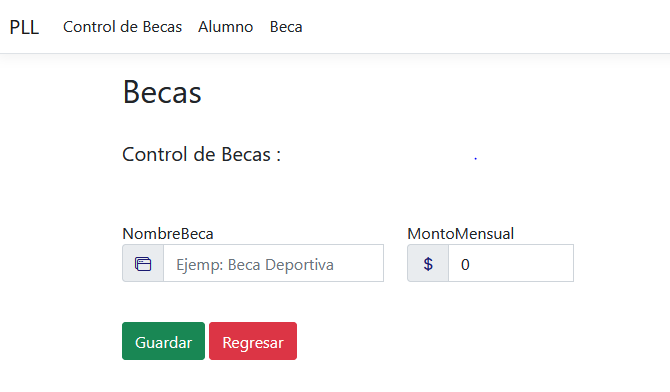 PLL Control de Becas Alumno Beca
Becas
Control de Becas : .
NombreBeca MontoMensual
Ejemp: Beca Deportiva $ 0
Guardar Regresar